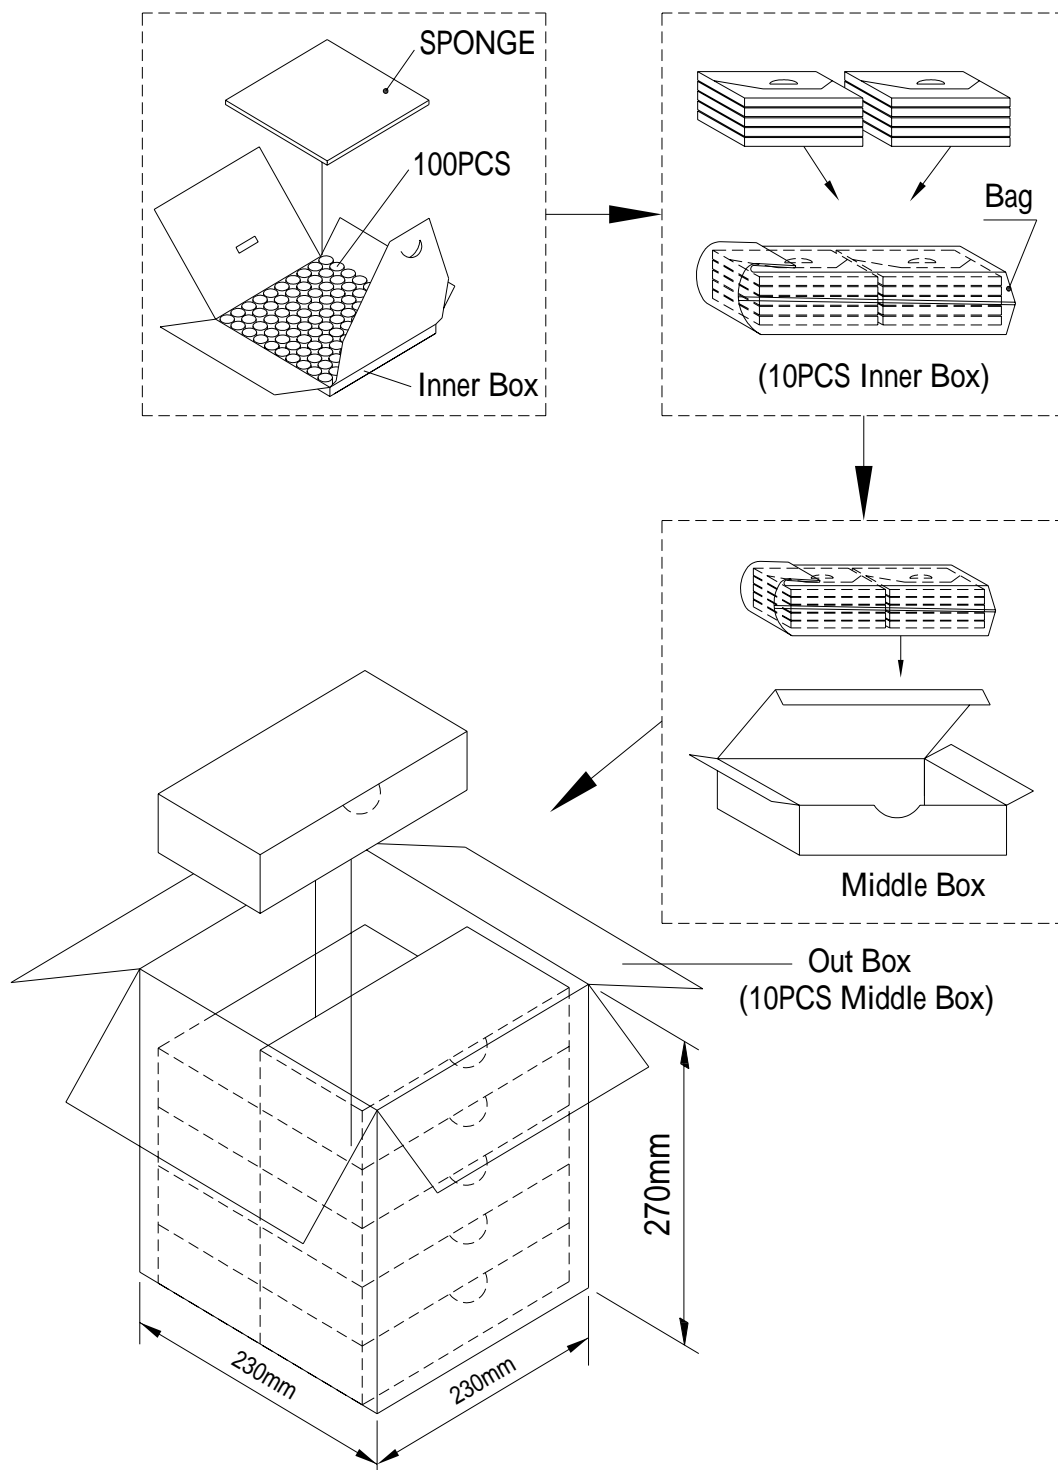 SPONGE
100PCS
Inner Box
Bag
(10PCS Inner Box)
Middle Box
Out Box
(10PCS Middle Box)
270mm
230mm
230mm